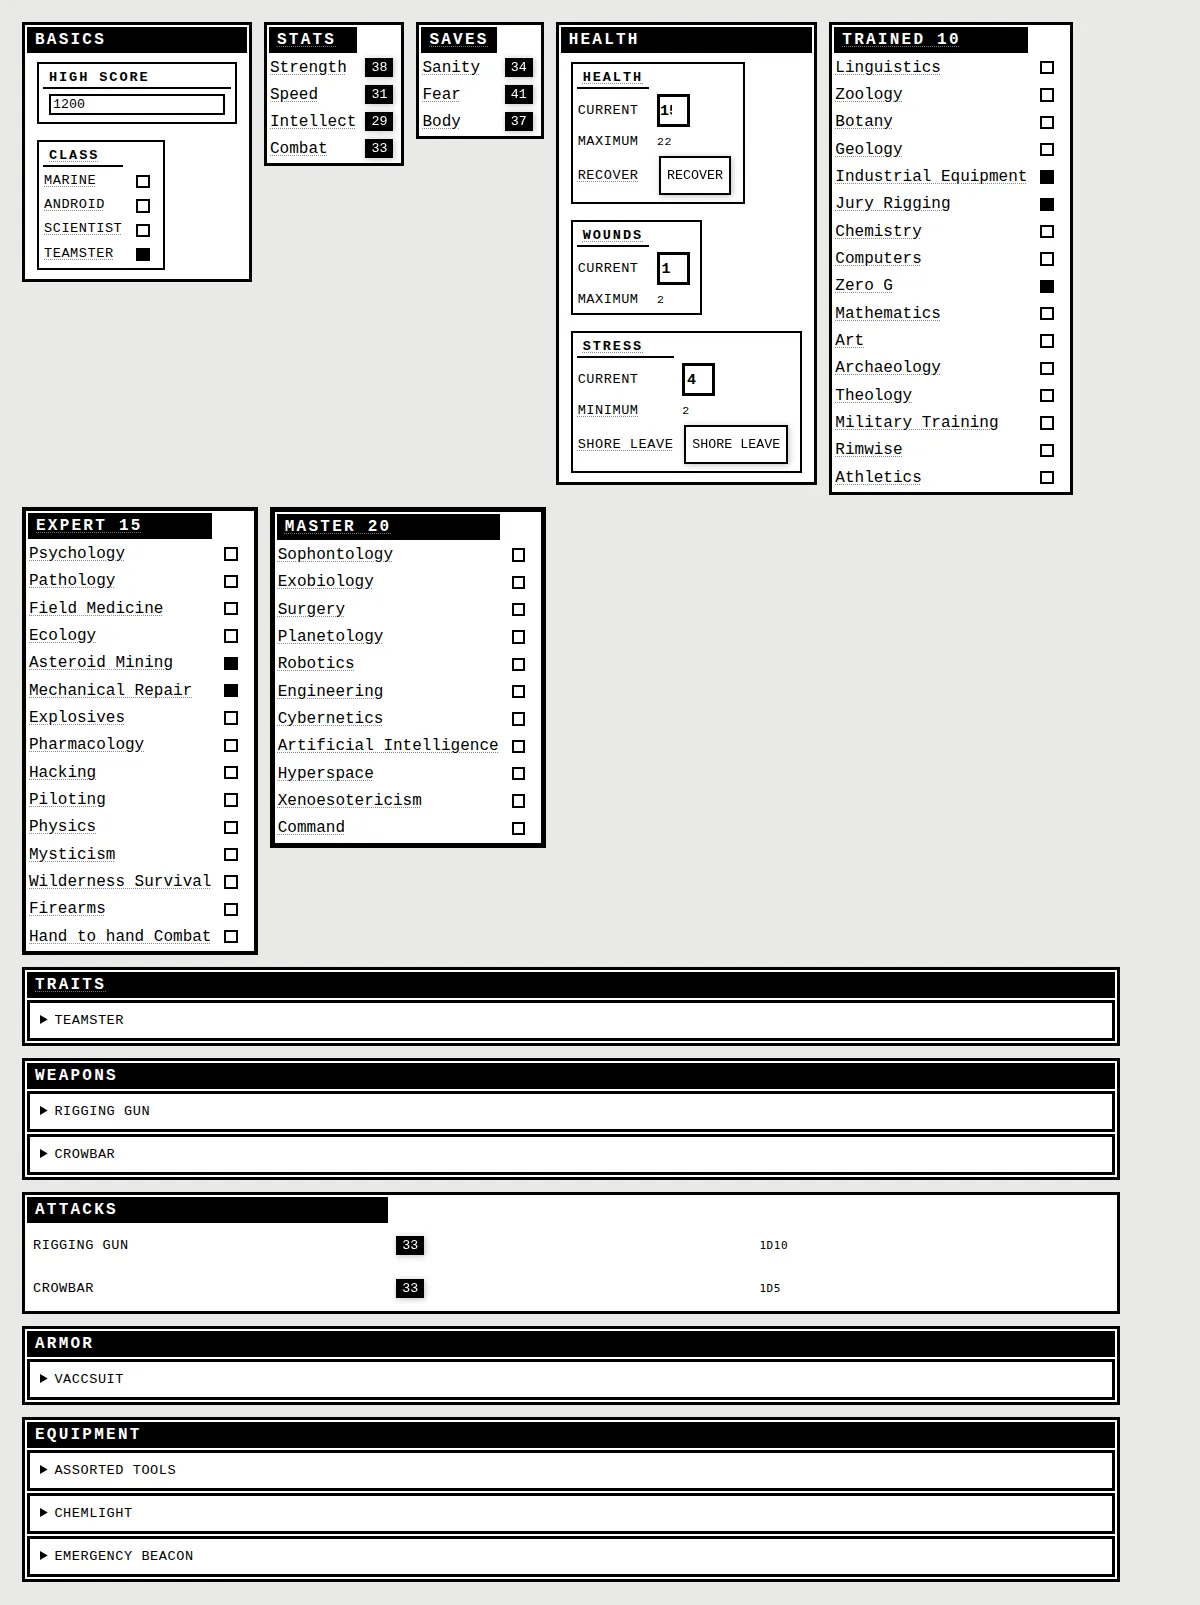 BASICS
HIGH SCORE
1200
CLASS
MARINE
ANDROID
SCIENTIST
TEAMSTER
STATS
Strength 38
Speed 31
Intellect 29
Combat 33
SAVES
Sanity 34
Fear 41
Body 37
HEALTH
HEALTH
CURRENT
MAXIMUM 22
RECOVER RECOVER
WOUNDS
CURRENT 1
MAXIMUM 2
STRESS
CURRENT 4
MINIMUM 2
SHORE LEAVE SHORE LEAVE
TRAINED 10
Linguistics
Zoology
Botany
Geology
Industrial Equipment
Jury Rigging
Chemistry
Computers
Zero G
Mathematics
Art
Archaeology
Theology
Military Training
Rimwise
Athletics
EXPERT 15
Psychology
Pathology
Field Medicine
Ecology
Asteroid Mining
Mechanical Repair
Explosives
Pharmacology
Hacking
Piloting
Physics
Mysticism
Wilderness Survival
Firearms
Hand to hand Combat
MASTER 20
Sophontology
Exobiology
Surgery
Planetology
Robotics
Engineering
Cybernetics
Artificial Intelligence
Hyperspace
Xenoesotericism
Command
TRAITS
TEAMSTER
WEAPONS
RIGGING GUN
CROWBAR
ATTACKS
RIGGING GUN 33 1D10
CROWBAR 33 1D5
ARMOR
VACCSUIT
EQUIPMENT
ASSORTED TOOLS
CHEMLIGHT
EMERGENCY BEACON